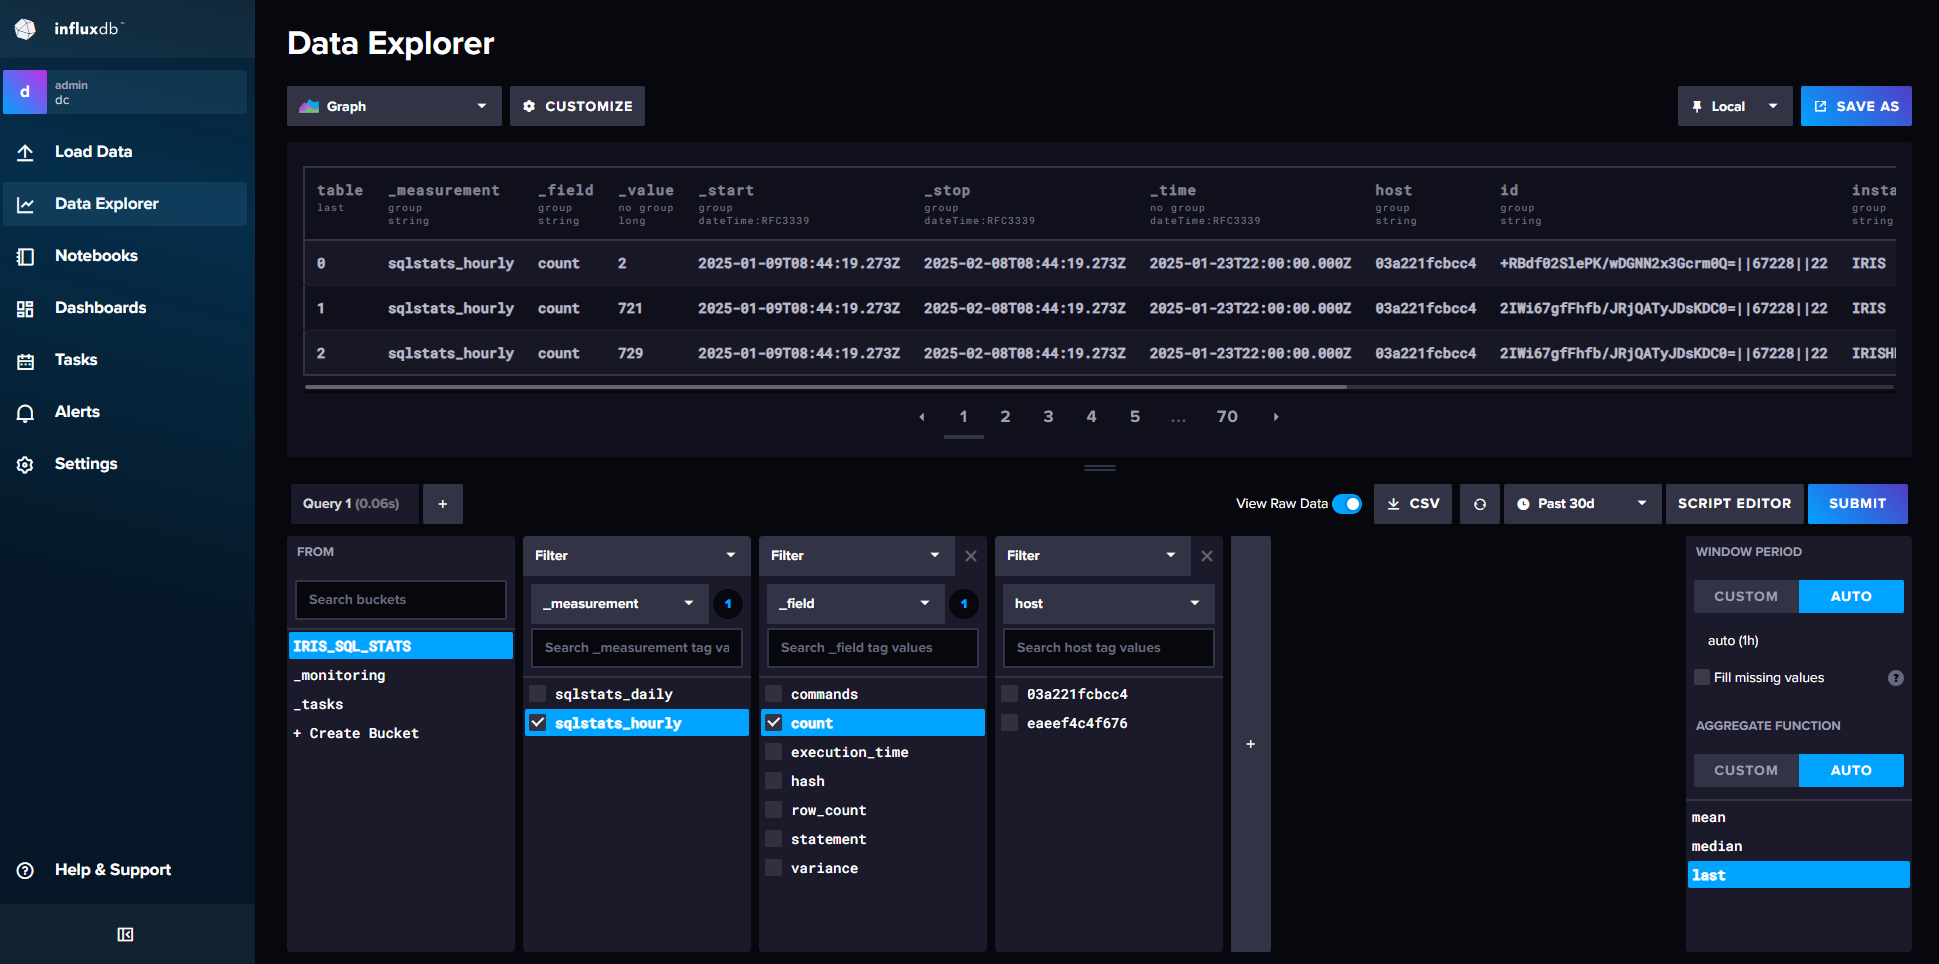 influxdb™
d
admin
dc
Load Data
Data Explorer
Notebooks
Dashboards
Tasks
Alerts
Settings
Help & Support
Data Explorer
Graph
CUSTOMIZE
Local
SAVE AS
table _measurement _field _value _start _stop _time host id insta
last group group no group group group no group group group group
string string long dateTime:RFC3339 dateTime:RFC3339 dateTime:RFC3339 string string string
0 sqlstats_hourly count 2 2025-01-09T08:44:19.273Z 2025-02-08T08:44:19.273Z 2025-01-23T22:00:00.000Z 03a221fcbcc4 +RBdf02SlePK/wDGNN2x3Gcrm0Q=||67228||22 IRIS
1 sqlstats_hourly count 721 2025-01-09T08:44:19.273Z 2025-02-08T08:44:19.273Z 2025-01-23T22:00:00.000Z 03a221fcbcc4 2IWi67gfFhfb/JRjQATyJDsKDC0=||67228||22 IRIS
2 sqlstats_hourly count 729 2025-01-09T08:44:19.273Z 2025-02-08T08:44:19.273Z 2025-01-23T22:00:00.000Z 03a221fcbcc4 2IWi67gfFhfb/JRjQATyJDsKDC0=||67228||22 IRISH
1 2 3 4 5 ... 70
Query 1 (0.06s)
+
View Raw Data
CSV
Past 30d
SCRIPT EDITOR
SUBMIT
FROM
Search buckets
IRIS_SQL_STATS
_monitoring
_tasks
+ Create Bucket
Filter
_measurement
1
Search _measurement tag va
sqlstats_daily
sqlstats_hourly
Filter
_field
1
Search _field tag values
commands
count
execution_time
hash
row_count
statement
variance
Filter
host
Search host tag values
03a221fcbcc4
eaeef4c4f676
+
WINDOW PERIOD
CUSTOM AUTO
auto (1h)
Fill missing values
?
AGGREGATE FUNCTION
CUSTOM AUTO
mean
median
last